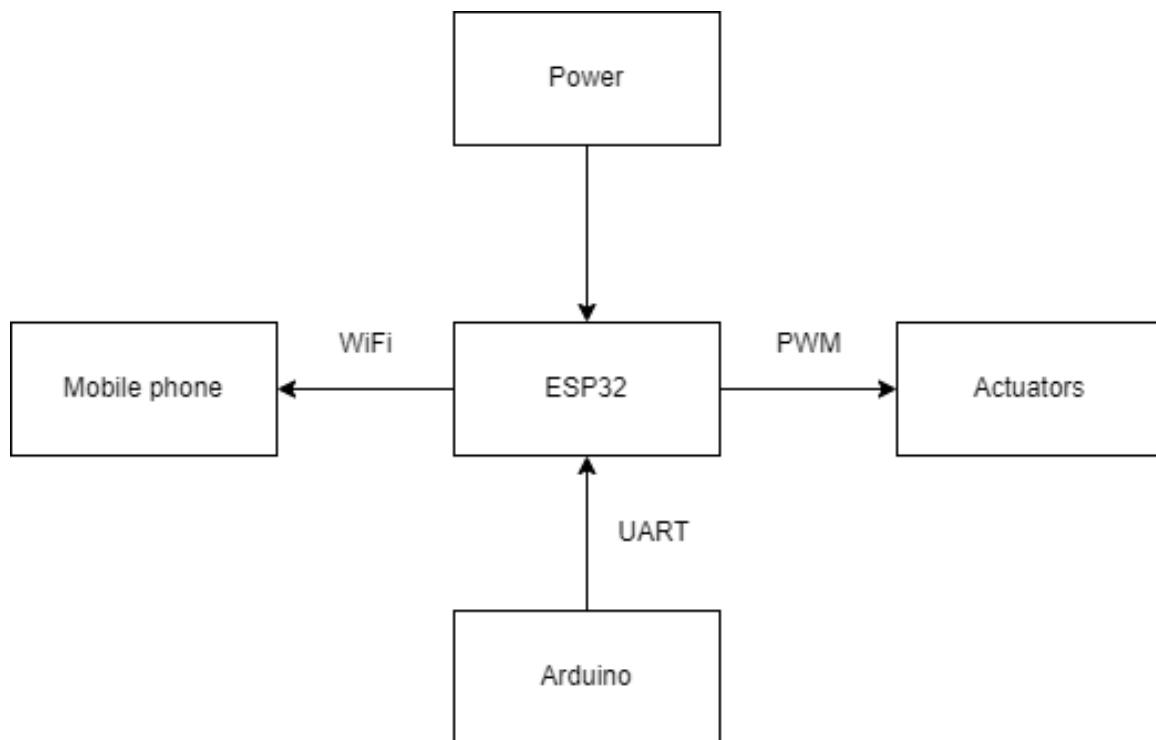 Power
WiFi
PWM
Mobile phone
ESP32
Actuators
UART
Arduino